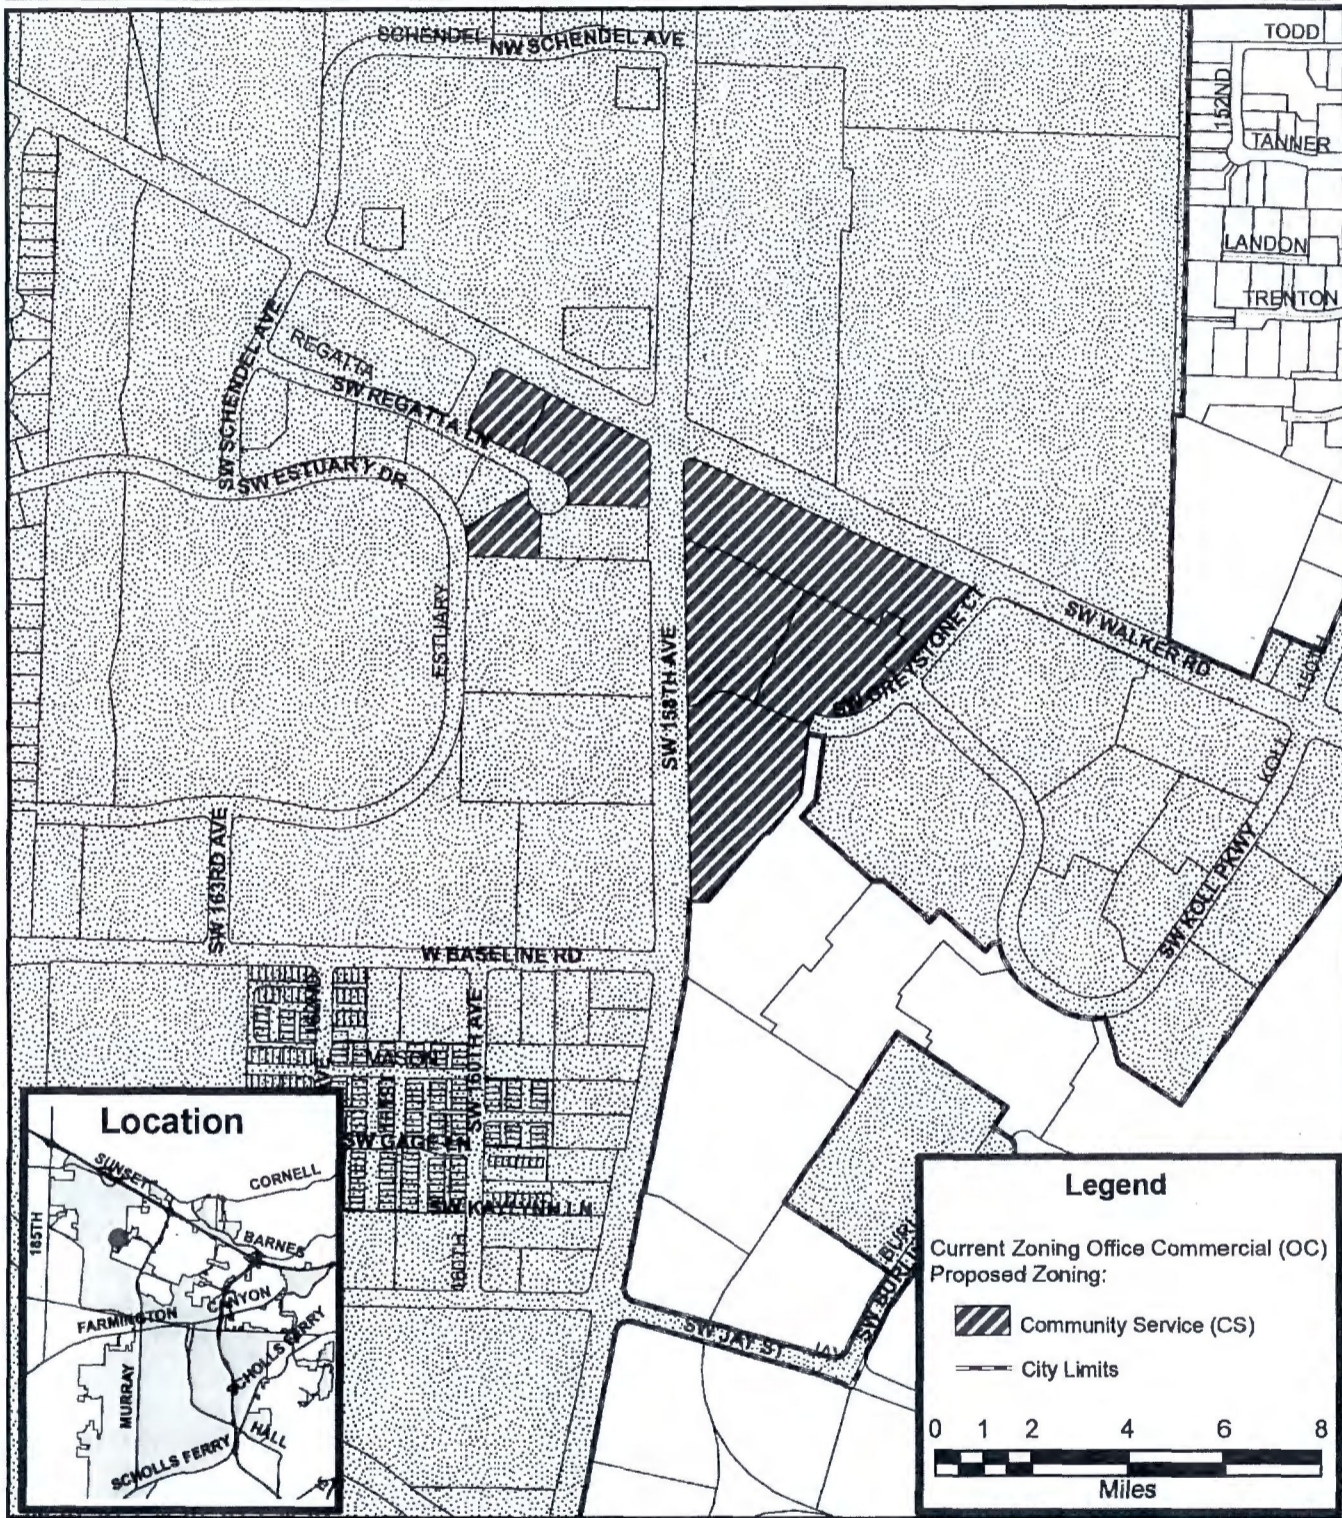 SCHENDEL
NW SCHENDEL AVE
TODD
152ND
TANNER
LANDON
TRENTON
SW SCHENDEL AVE
REGATTA
SW REGATTA LN
SW ESTUARY DR
ESTUARY
SW 158TH AVE
SW GREYSTONE CT
SW WALKER RD
150TH
KOLL
SW KOLL PKWY
SW 163RD AVE
W BASELINE RD
MASON
SW 160TH AVE
SW GAGE LN
SW KAYLYNN LN
160TH
SW JAY ST
JAY
Location
SUNSET
CORNELL
185TH
BARNES
CANYON
FARMINGTON
SCHOLLS FERRY
MURRAY
HALL
SCHOLLS FERRY
Legend
Current Zoning Office Commercial (OC)
Proposed Zoning:
Community Service (CS)
City Limits
0 1 2 4 6 8
Miles